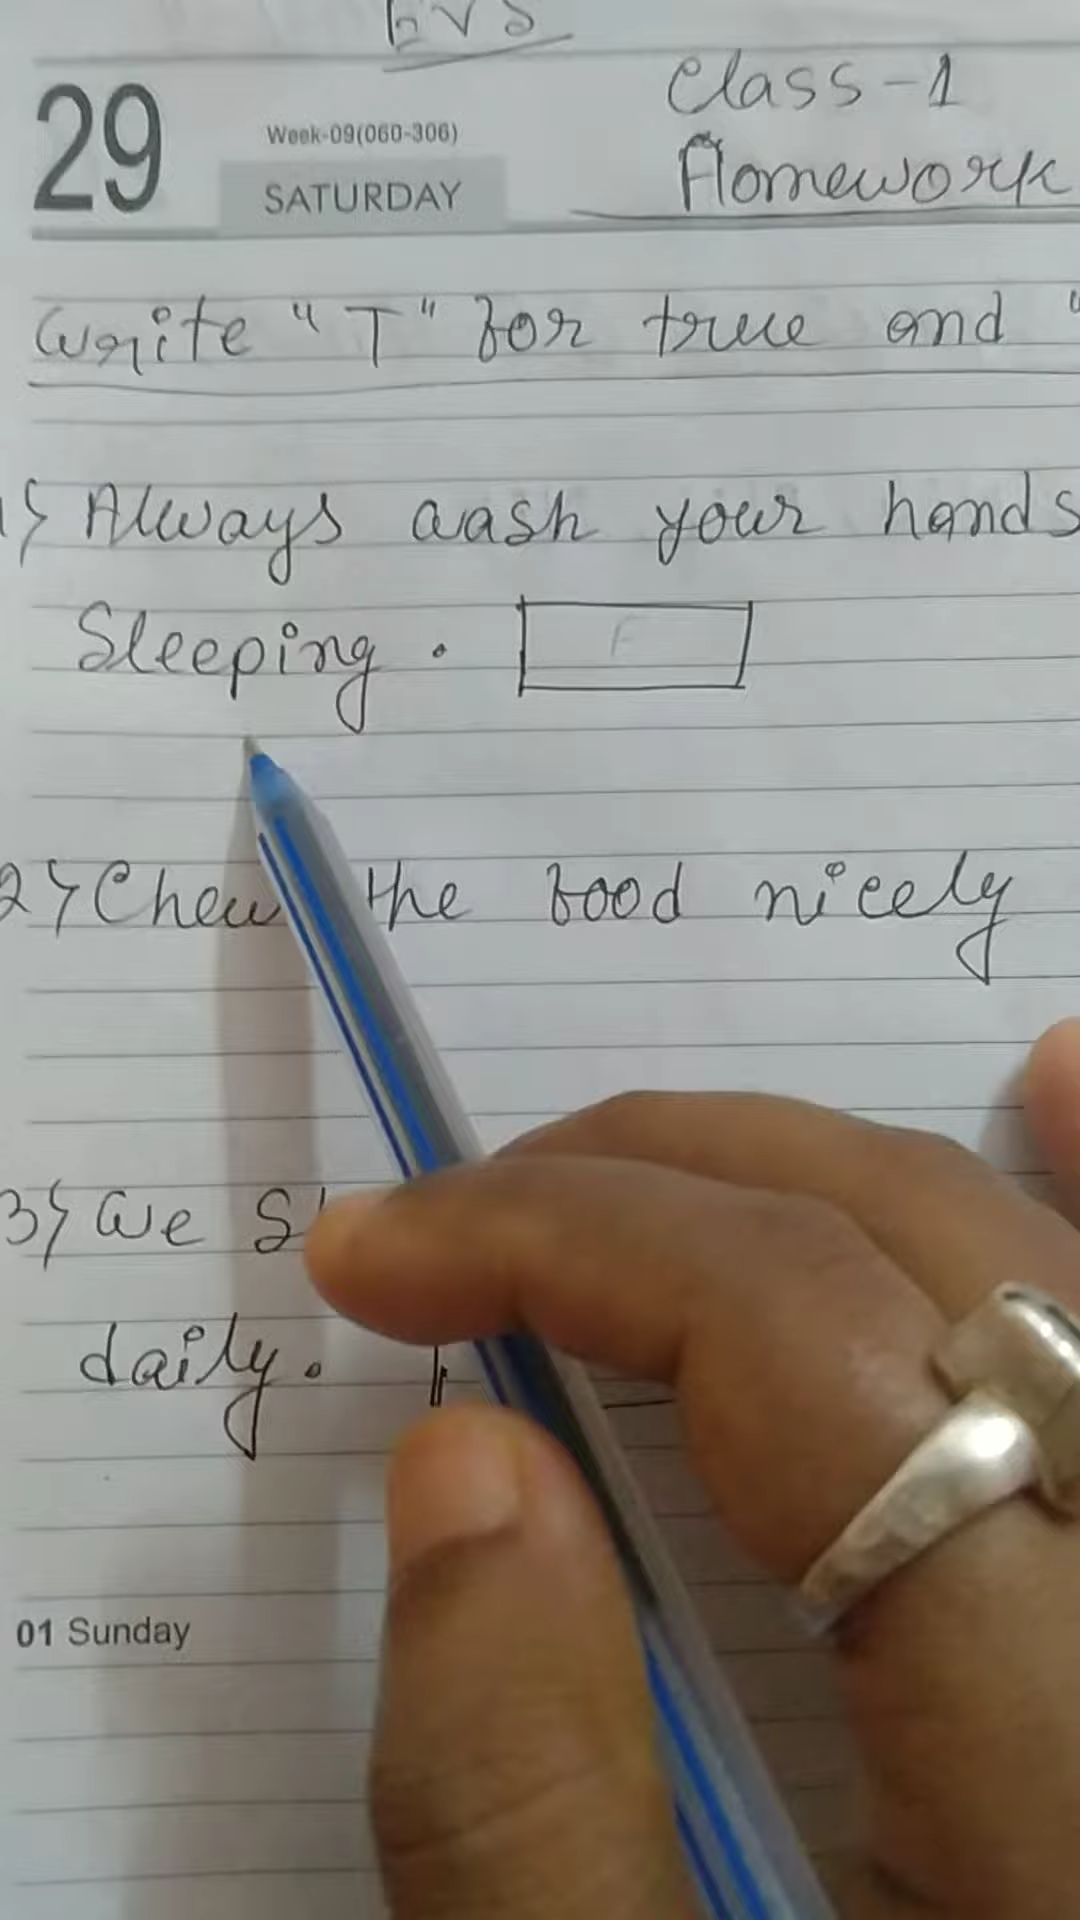 EVS
29
Week-09(060-306)
SATURDAY
Class-1
Homework
Write "T" for true and "
1) Always wash your hands
Sleeping. F
2) Chew the food nicely
3) We
daily.
01 Sunday